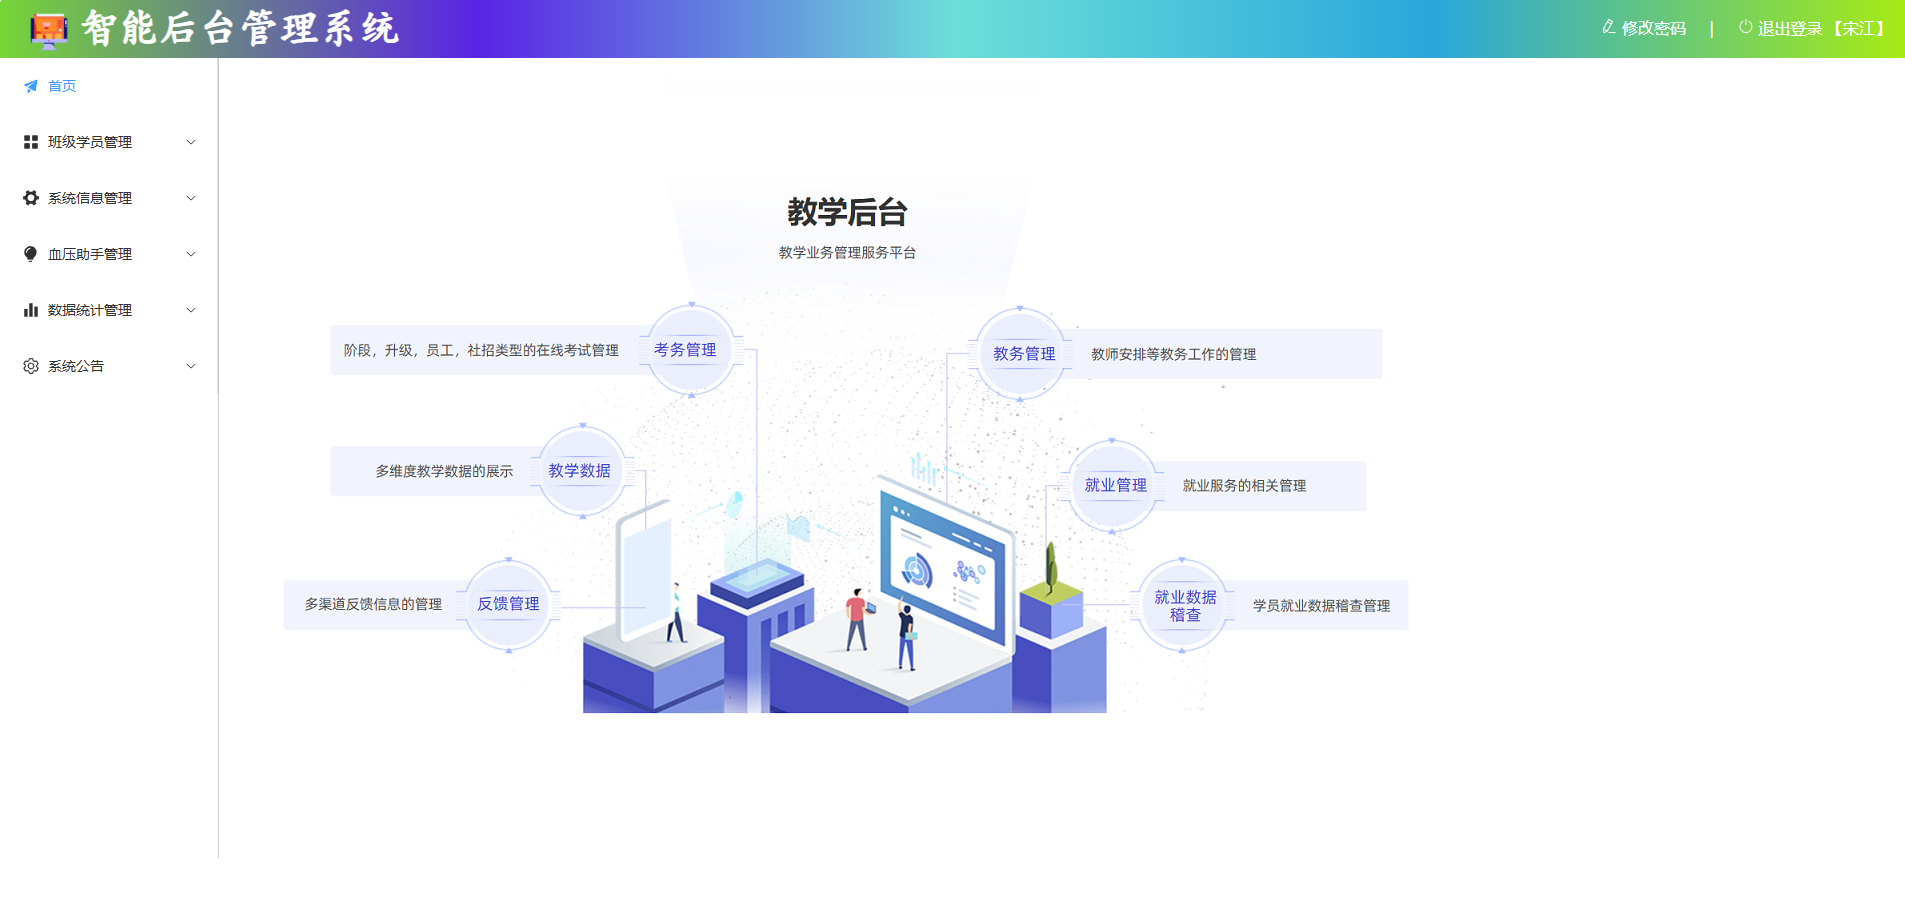 智能后台管理系统
修改密码 | 退出登录 【宋江】
首页
班级学员管理
系统信息管理
血压助手管理
数据统计管理
系统公告
教学后台
教学业务管理服务平台
阶段，升级，员工，社招类型的在线考试管理
考务管理
教务管理
教师安排等教务工作的管理
多维度教学数据的展示
教学数据
就业管理
就业服务的相关管理
多渠道反馈信息的管理
反馈管理
就业数据
稽查
学员就业数据稽查管理